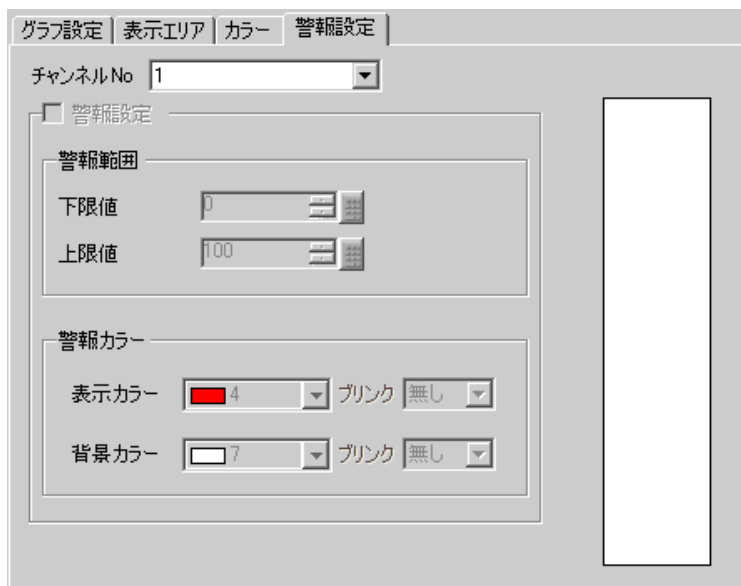 グラフ設定 表示エリア カラー 警報設定
チャンネルNo 1
警報設定
警報範囲
下限値 0
上限値 100
警報カラー
表示カラー 4 ブリンク 無し
背景カラー 7 ブリンク 無し